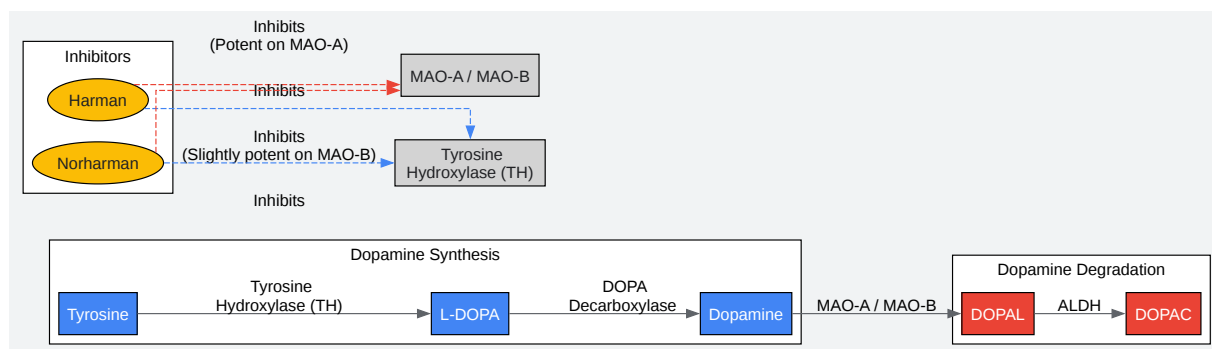 Inhibits
(Potent on MAO-A)
Inhibitors
MAO-A / MAO-B
Harman
Inhibits
Inhibits
(Slightly potent on MAO-B)
Norharman
Tyrosine
Hydroxylase (TH)
Inhibits
Dopamine Synthesis
Tyrosine
Tyrosine
Hydroxylase (TH)
L-DOPA
DOPA
Decarboxylase
Dopamine
MAO-A / MAO-B
Dopamine Degradation
DOPAL
ALDH
DOPAC